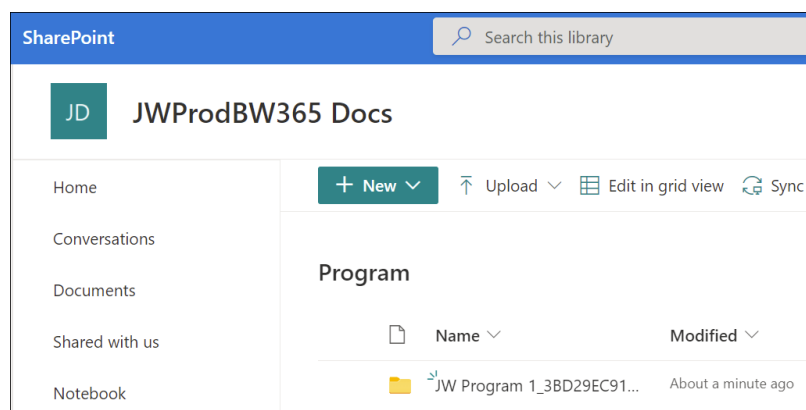 SharePoint
Search this library
JD
JWProdBW365 Docs
Home
Conversations
Documents
Shared with us
Notebook
New
Upload
Edit in grid view
Sync
Program
Name
Modified
JW Program 1_3BD29EC91...
About a minute ago